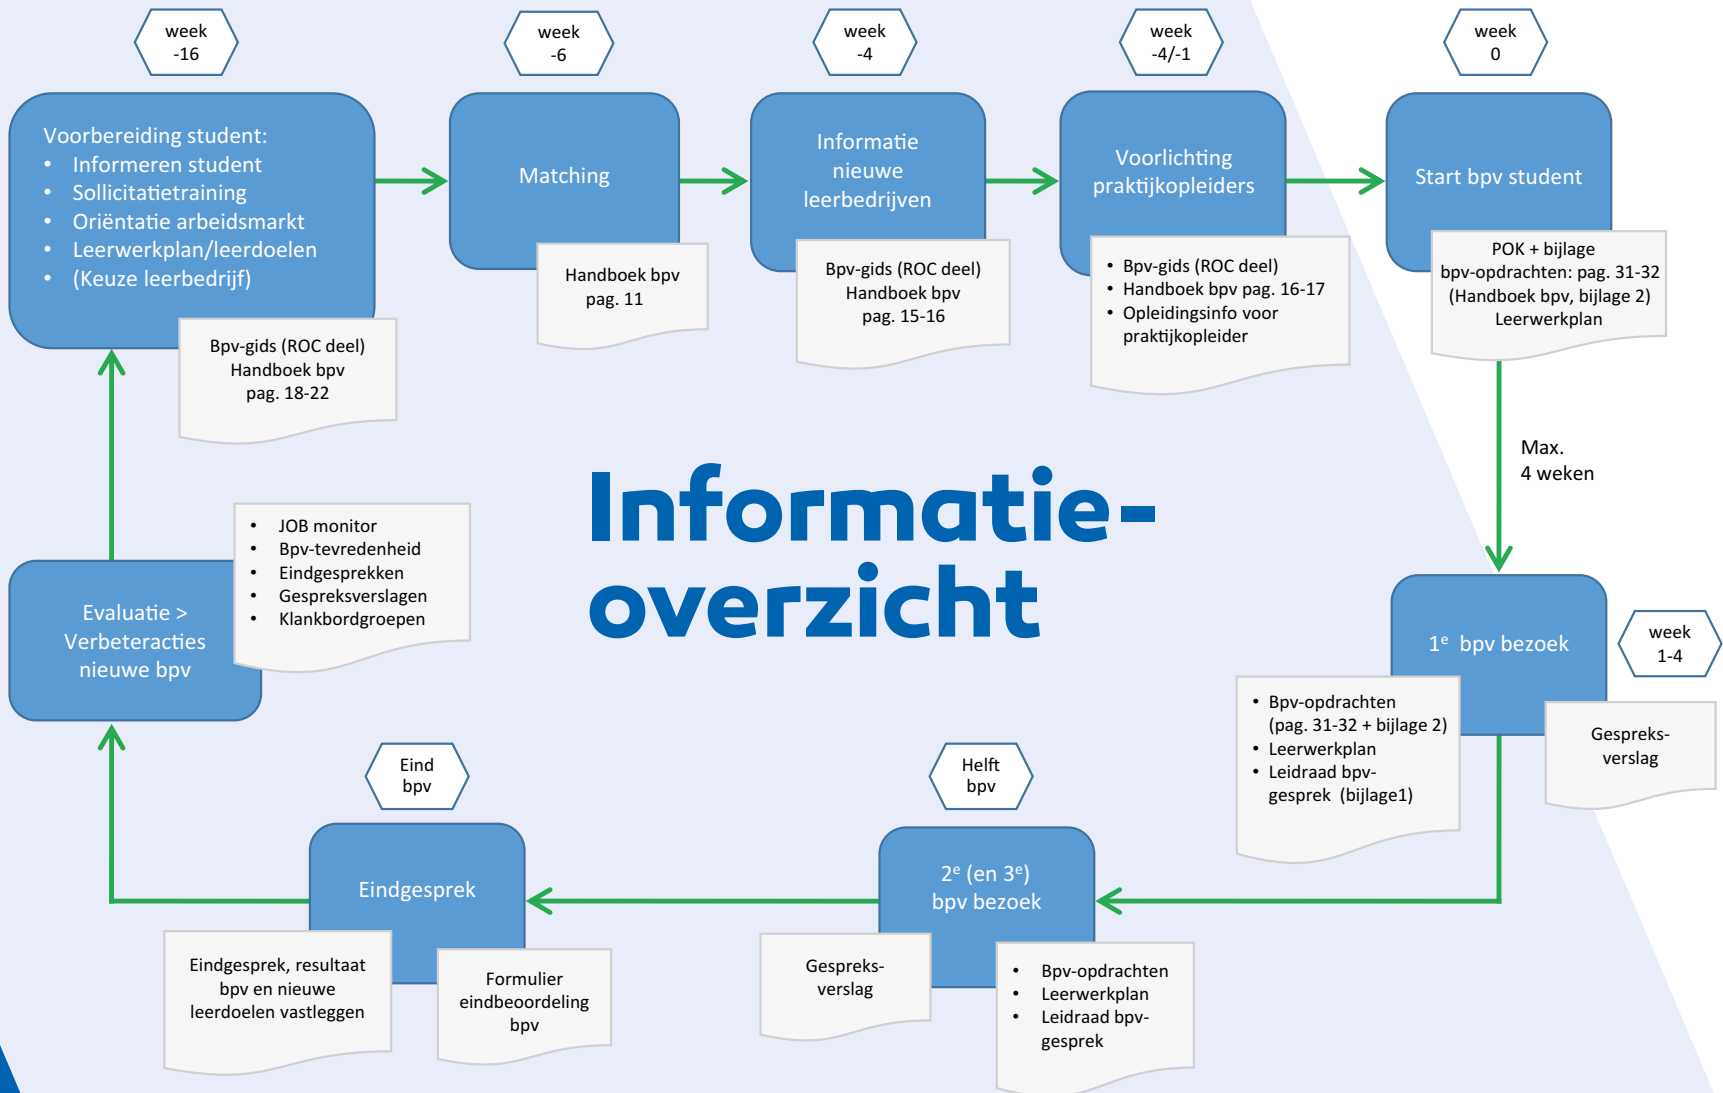 week
-16
week
-6
week
-4
week
-4/-1
week
0
Voorbereiding student:
• Informeren student
• Sollicitatietraining
• Oriëntatie arbeidsmarkt
• Leerwerkplan/leerdoelen
• (Keuze leerbedrijf)
Bpv-gids (ROC deel)
Handboek bpv
pag. 18-22
Matching
Handboek bpv
pag. 11
Informatie
nieuwe
leerbedrijven
Bpv-gids (ROC deel)
Handboek bpv
pag. 15-16
Voorlichting
praktijkopleiders
• Bpv-gids (ROC deel)
• Handboek bpv pag. 16-17
• Opleidingsinfo voor
praktijkopleider
Start bpv student
POK + bijlage
bpv-opdrachten: pag. 31-32
(Handboek bpv, bijlage 2)
Leerwerkplan
Max.
4 weken
Informatie-
overzicht
1e bpv bezoek
week
1-4
• Bpv-opdrachten
(pag. 31-32 + bijlage 2)
• Leerwerkplan
• Leidraad bpv-
gesprek (bijlage1)
Gespreks-
verslag
Helft
bpv
2e (en 3e)
bpv bezoek
Gespreks-
verslag
• Bpv-opdrachten
• Leerwerkplan
• Leidraad bpv-
gesprek
Eind
bpv
Eindgesprek
Eindgesprek, resultaat
bpv en nieuwe
leerdoelen vastleggen
Formulier
eindbeoordeling
bpv
Evaluatie >
Verbeteracties
nieuwe bpv
• JOB monitor
• Bpv-tevredenheid
• Eindgesprekken
• Gespreksverslagen
• Klankbordgroepen